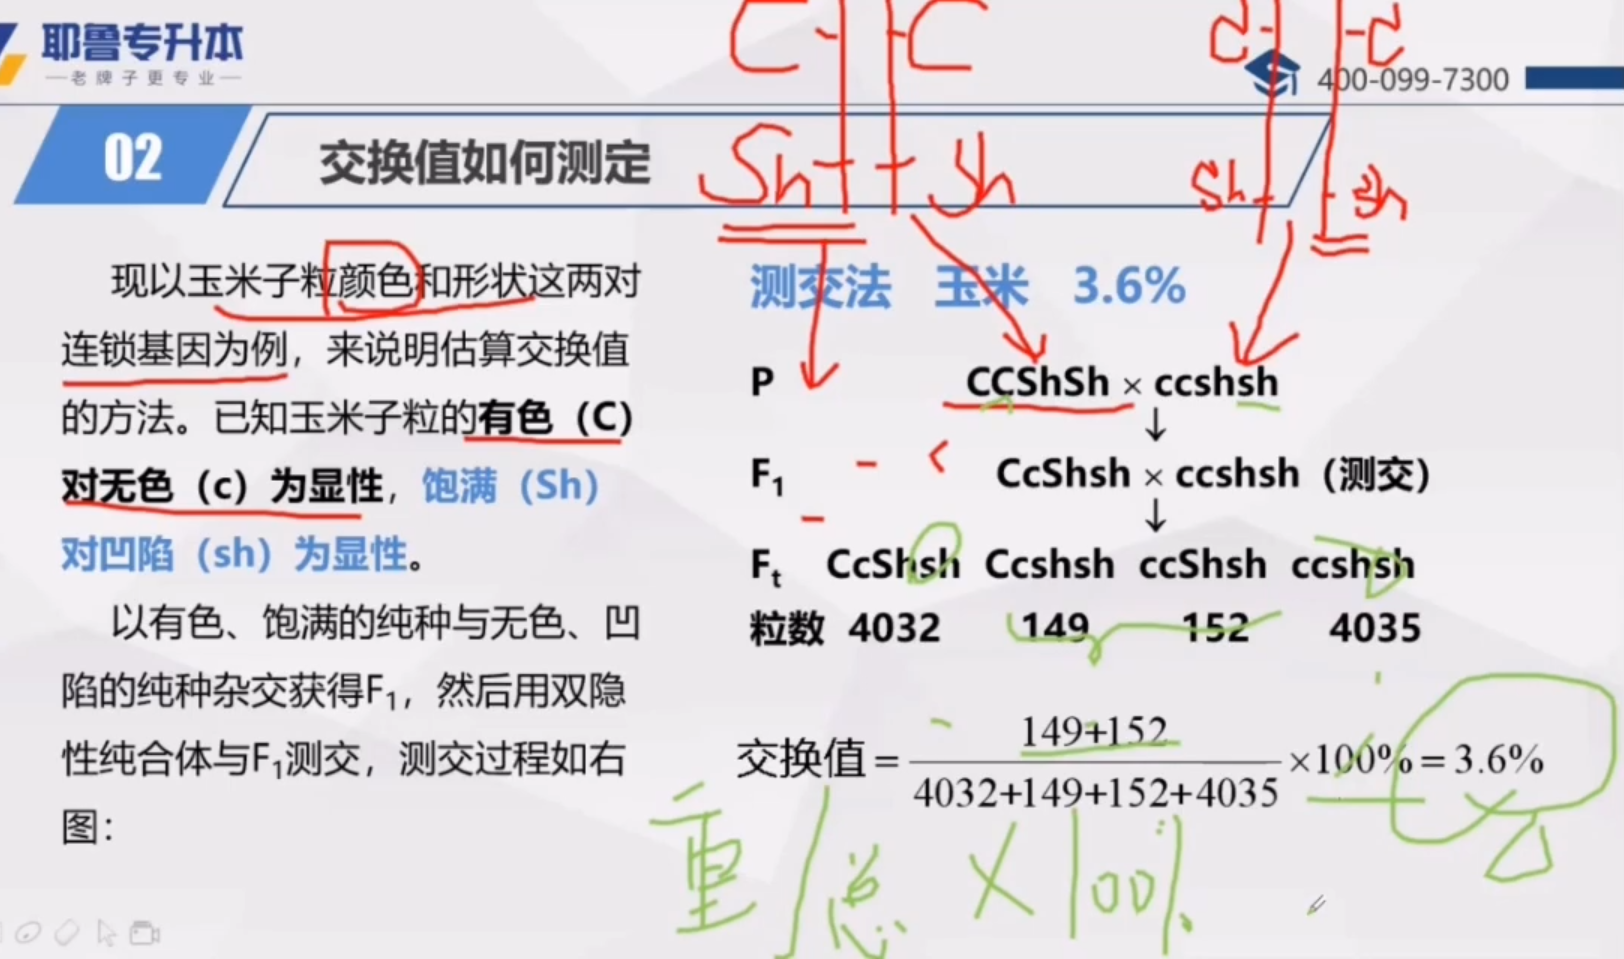 耶鲁专升本
老牌子更专业
C C C C
400-099-7300
02
交换值如何测定
Sh Sh Sh Sh
现以玉米子粒颜色和形状这两对
连锁基因为例，来说明估算交换值
的方法。已知玉米子粒的有色（C）
对无色（c）为显性，饱满（Sh）
对凹陷（sh）为显性。
以有色、饱满的纯种与无色、凹
陷的纯种杂交获得F₁，然后用双隐
性纯合体与F₁测交，测交过程如右
图：
测交法 玉米 3.6%
P CCShSh × ccshsh
↓
F₁ CcShsh × ccshsh（测交）
↓
Fₜ CcShsh Ccshsh ccShsh ccshsh
粒数 4032 149 152 4035
交换值 = 149+152 / 4032+149+152+4035 ×100% = 3.6%
重/总 × 100%